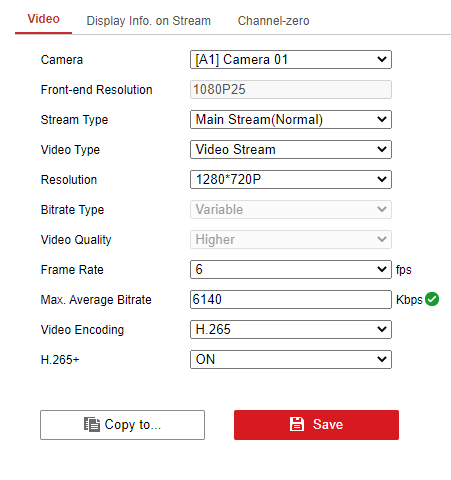 Video Display Info. on Stream Channel-zero
Camera [A1] Camera 01
Front-end Resolution 1080P25
Stream Type Main Stream(Normal)
Video Type Video Stream
Resolution 1280*720P
Bitrate Type Variable
Video Quality Higher
Frame Rate 6 fps
Max. Average Bitrate 6140 Kbps
Video Encoding H.265
H.265+ ON
Copy to... Save